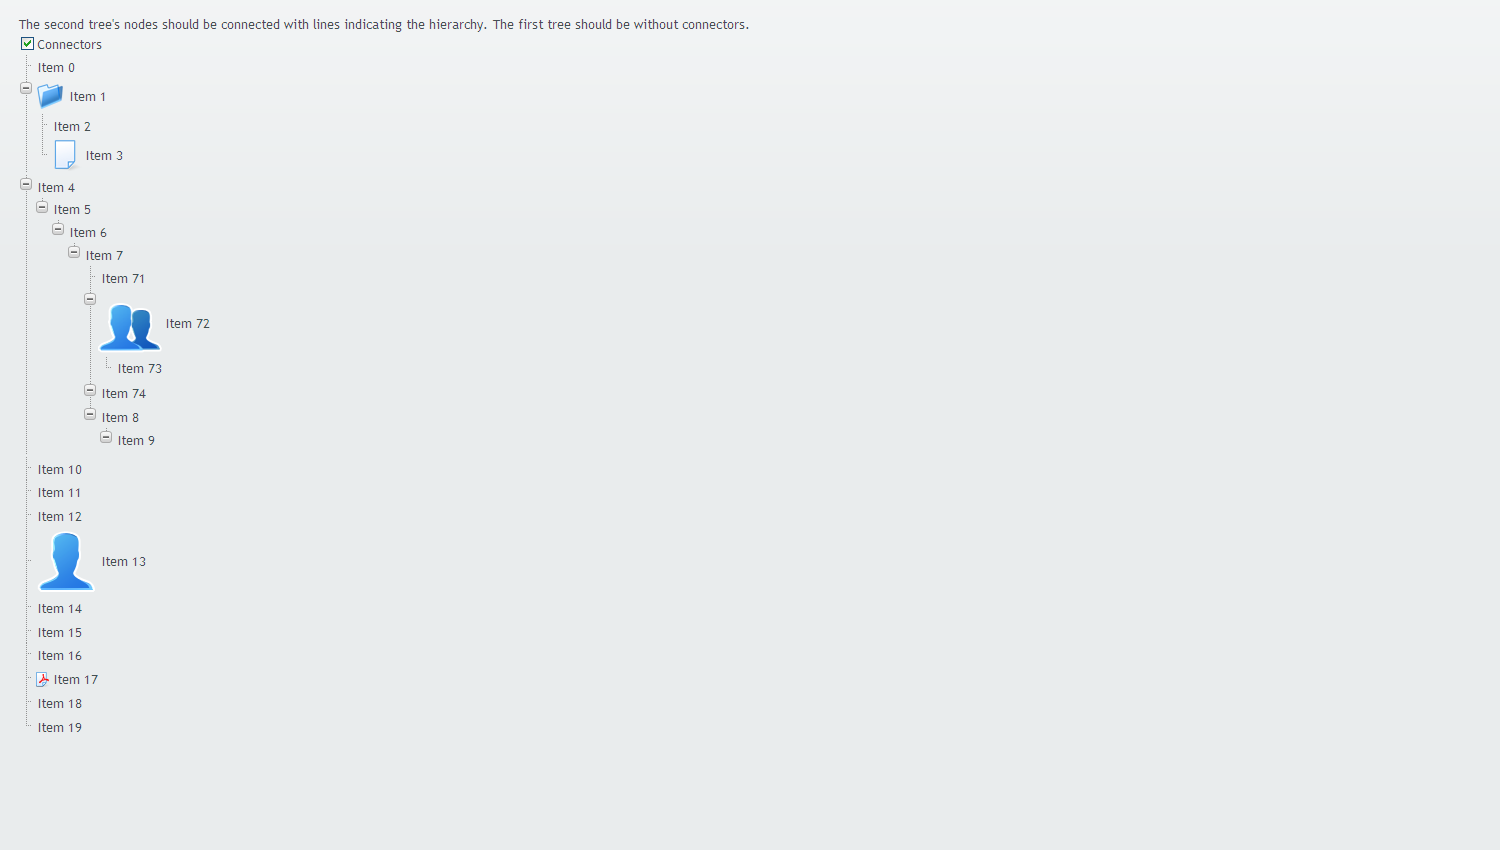 The second tree's nodes should be connected with lines indicating the hierarchy. The first tree should be without connectors.
Connectors
Item 0
Item 1
Item 2
Item 3
Item 4
Item 5
Item 6
Item 7
Item 71
Item 72
Item 73
Item 74
Item 8
Item 9
Item 10
Item 11
Item 12
Item 13
Item 14
Item 15
Item 16
Item 17
Item 18
Item 19